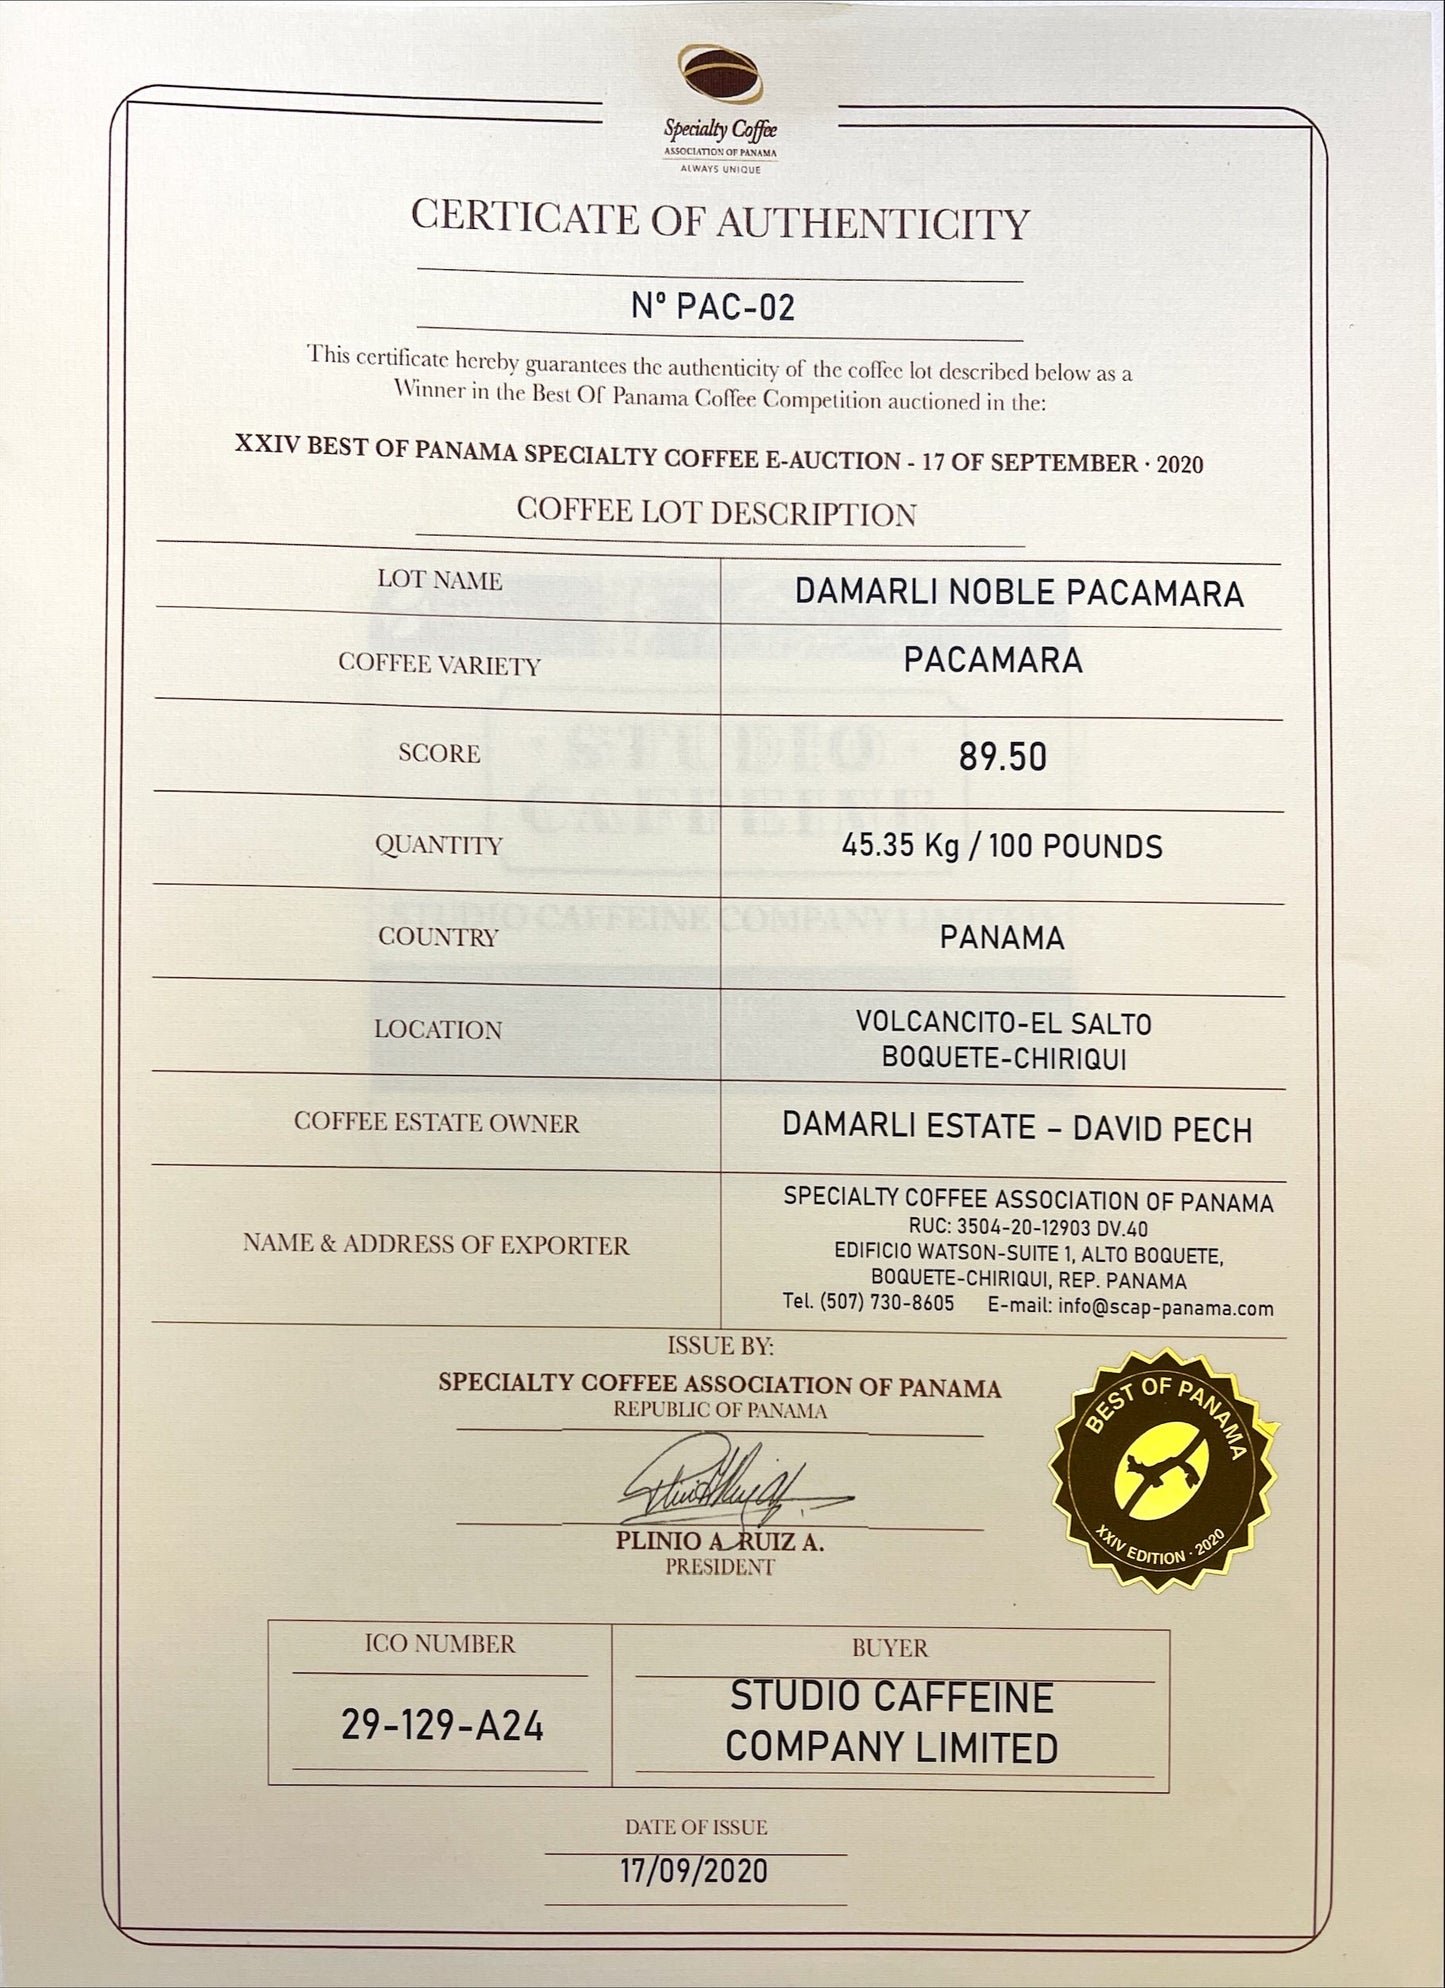 Specialty Coffee
ASSOCIATION OF PANAMA
ALWAYS UNIQUE
CERTICATE OF AUTHENTICITY
Nº PAC-02
This certificate hereby guarantees the authenticity of the coffee lot described below as a
Winner in the Best Of Panama Coffee Competition auctioned in the:
XXIV BEST OF PANAMA SPECIALTY COFFEE E-AUCTION - 17 OF SEPTEMBER · 2020
COFFEE LOT DESCRIPTION
LOT NAME
DAMARLI NOBLE PACAMARA
COFFEE VARIETY
PACAMARA
SCORE
89.50
QUANTITY
45.35 Kg / 100 POUNDS
COUNTRY
PANAMA
LOCATION
VOLCANCITO-EL SALTO
BOQUETE-CHIRIQUI
COFFEE ESTATE OWNER
DAMARLI ESTATE – DAVID PECH
NAME & ADDRESS OF EXPORTER
SPECIALTY COFFEE ASSOCIATION OF PANAMA
RUC: 3504-20-12903 DV.40
EDIFICIO WATSON-SUITE 1, ALTO BOQUETE,
BOQUETE-CHIRIQUI, REP. PANAMA
Tel. (507) 730-8605 E-mail: info@scap-panama.com
STUDIO
CAFFEINE
STUDIO CAFFEINE COMPANY LIMITED
ISSUE BY:
SPECIALTY COFFEE ASSOCIATION OF PANAMA
REPUBLIC OF PANAMA
PLINIO A. RUIZ A.
PRESIDENT
BEST OF PANAMA
XXIV EDITION · 2020
ICO NUMBER
29-129-A24
BUYER
STUDIO CAFFEINE
COMPANY LIMITED
DATE OF ISSUE
17/09/2020